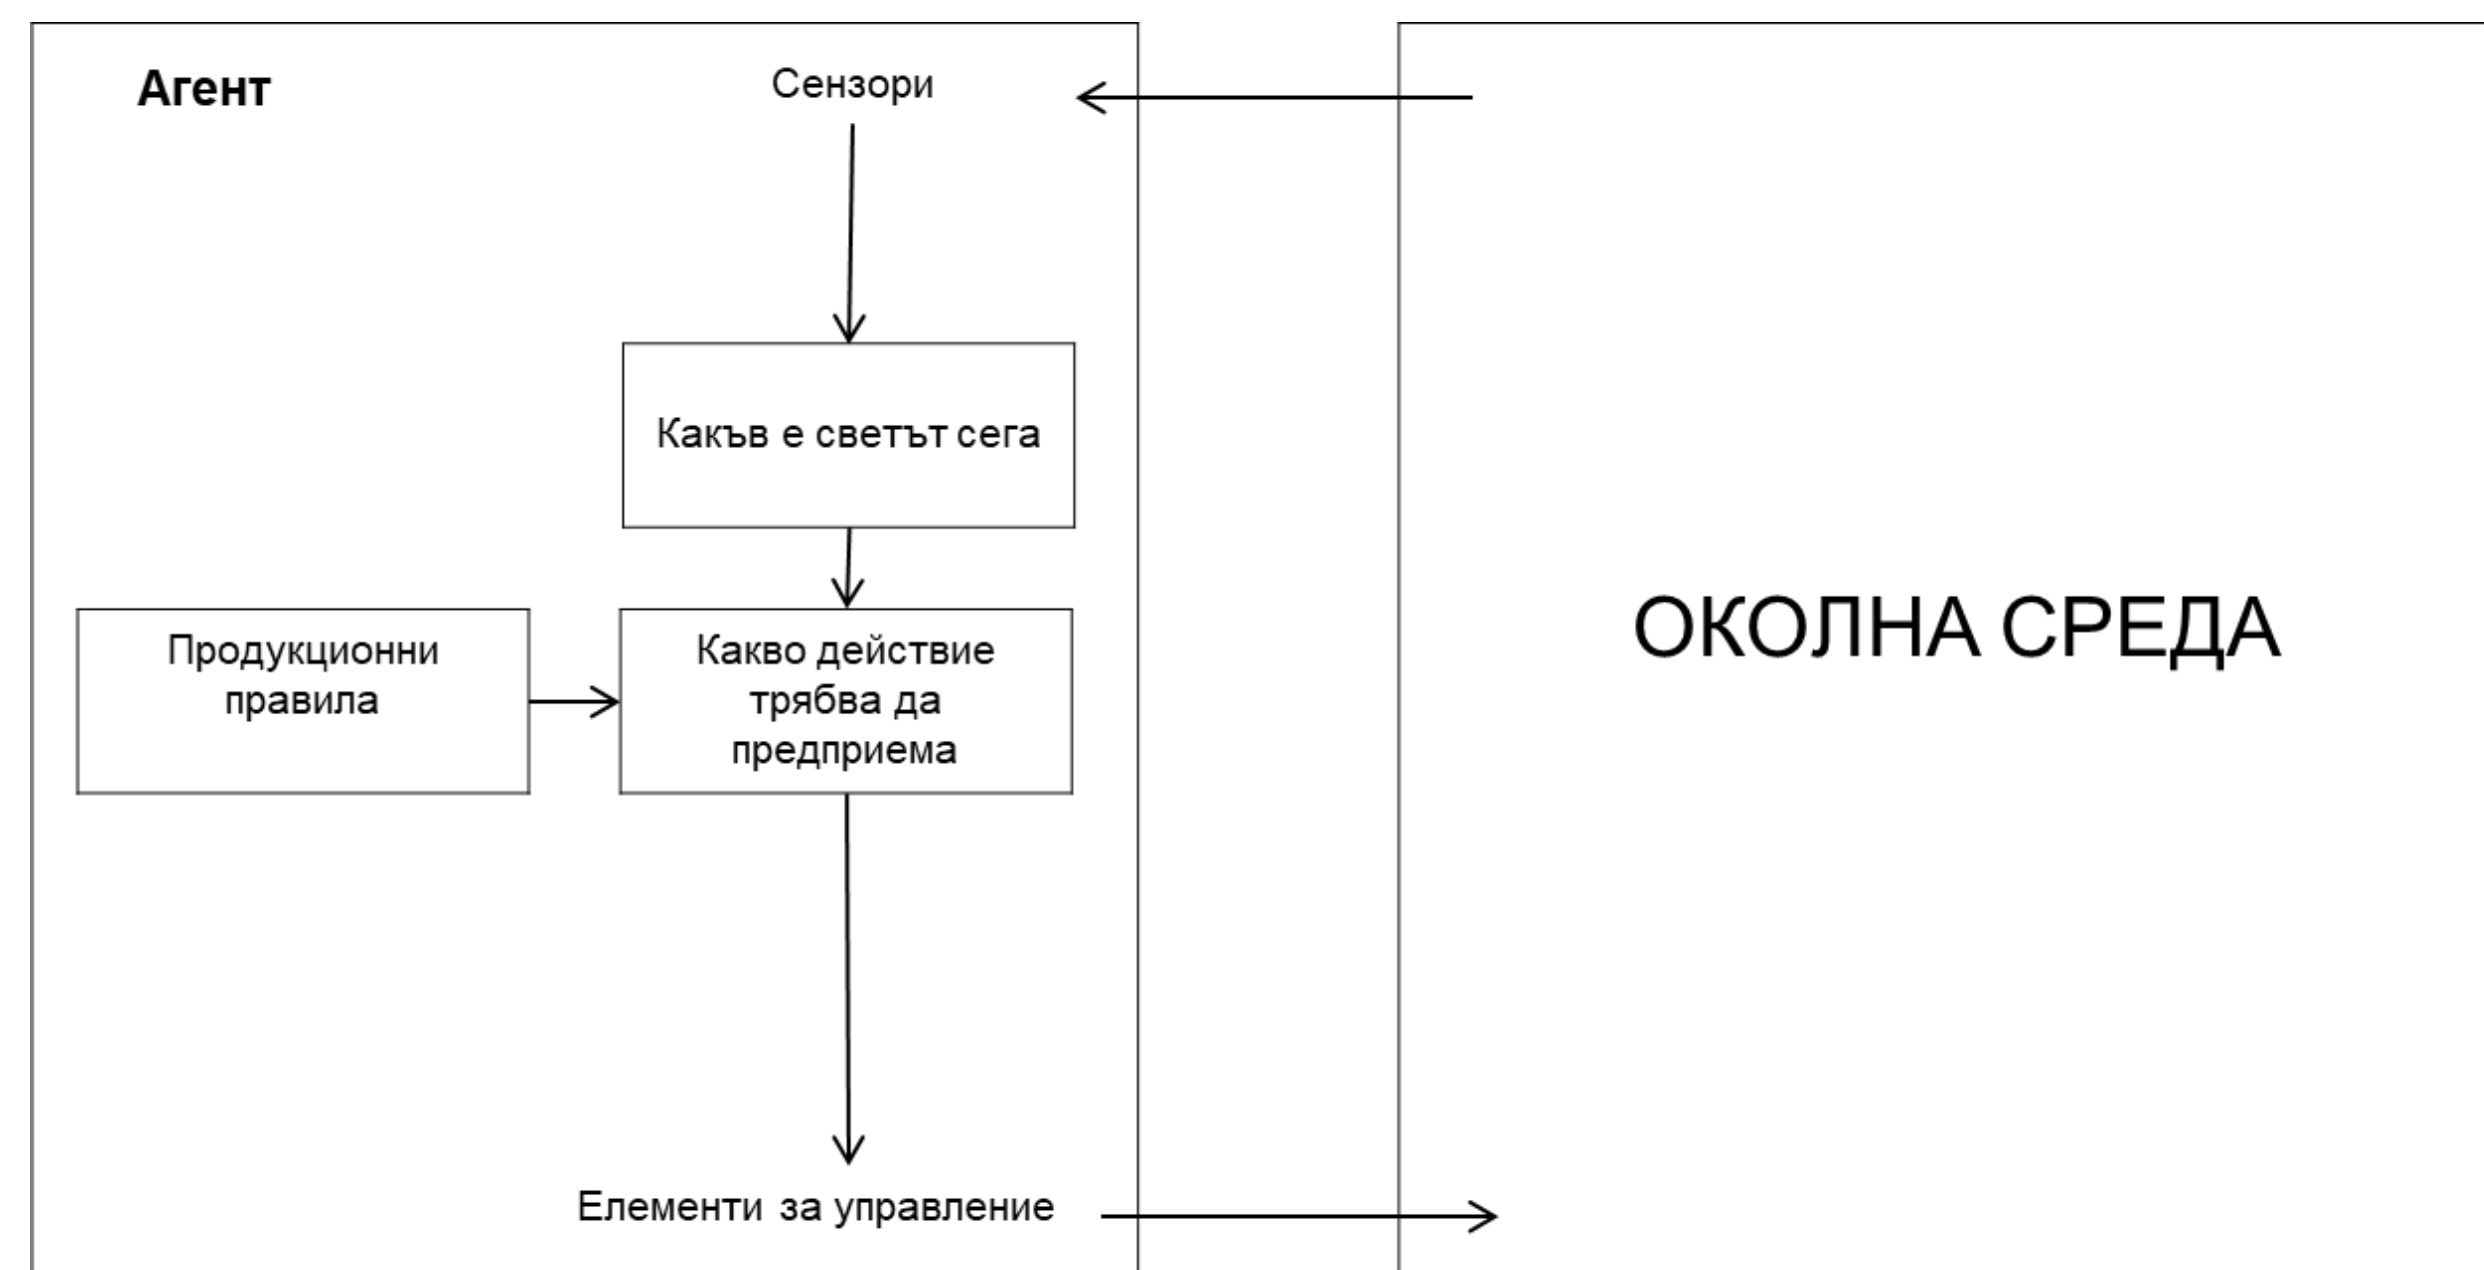 Агент
Сензори
Какъв е светът сега
Продукционни
правила
Какво действие
трябва да
предприема
ОКОЛНА СРЕДА
Елементи за управление